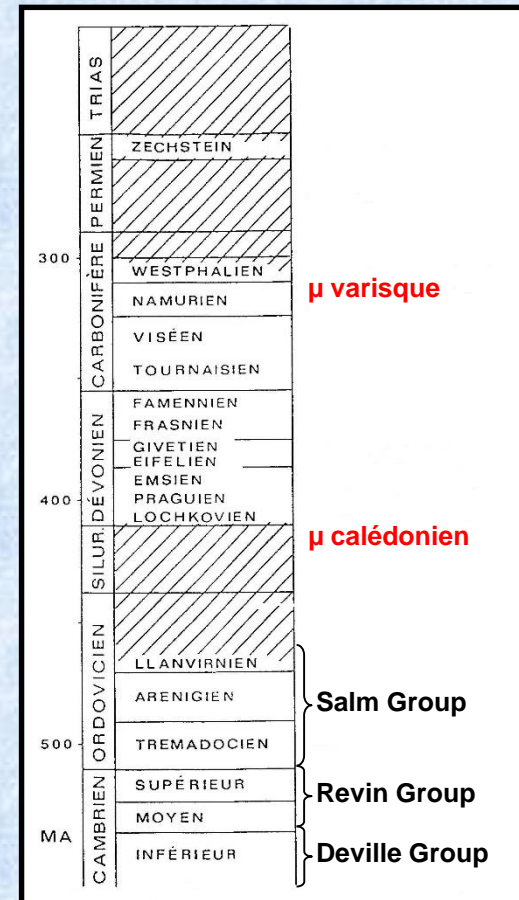 TRIAS
PERMIEN
ZECHSTEIN
CARBONIFÈRE
300
WESTPHALIEN
µ varisque
NAMURIEN
VISÉEN
TOURNAISIEN
DÉVONIEN
FAMENNIEN
FRASNIEN
GIVETIEN
EIFELIEN
EMSIEN
400
PRAGUIEN
LOCHKOVIEN
SILUR.
µ calédonien
ORDOVICIEN
LLANVIRNIEN
ARENIGIEN
Salm Group
500
TREMADOCIEN
CAMBRIEN
SUPÉRIEUR
Revin Group
MOYEN
MA
INFÉRIEUR
Deville Group